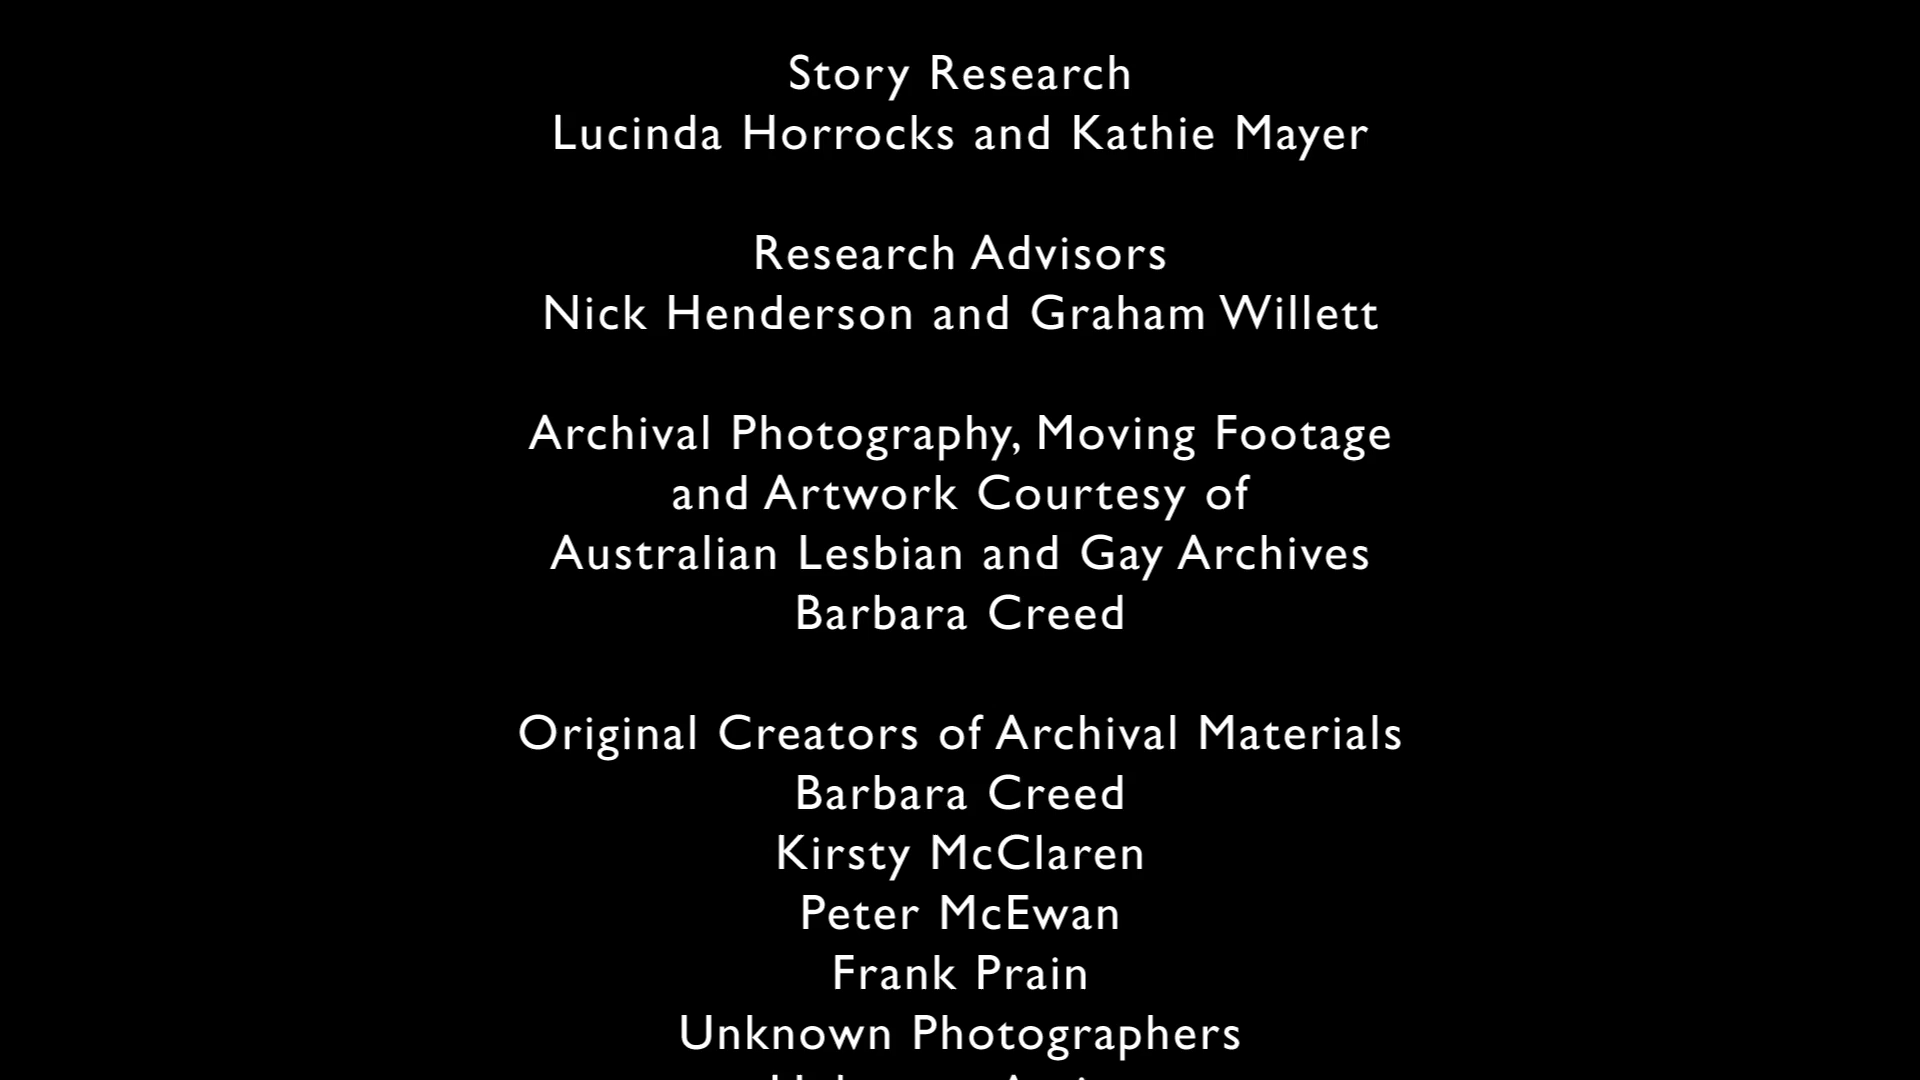 Story Research
Lucinda Horrocks and Kathie Mayer
Research Advisors
Nick Henderson and Graham Willett
Archival Photography, Moving Footage
and Artwork Courtesy of
Australian Lesbian and Gay Archives
Barbara Creed
Original Creators of Archival Materials
Barbara Creed
Kirsty McClaren
Peter McEwan
Frank Prain
Unknown Photographers